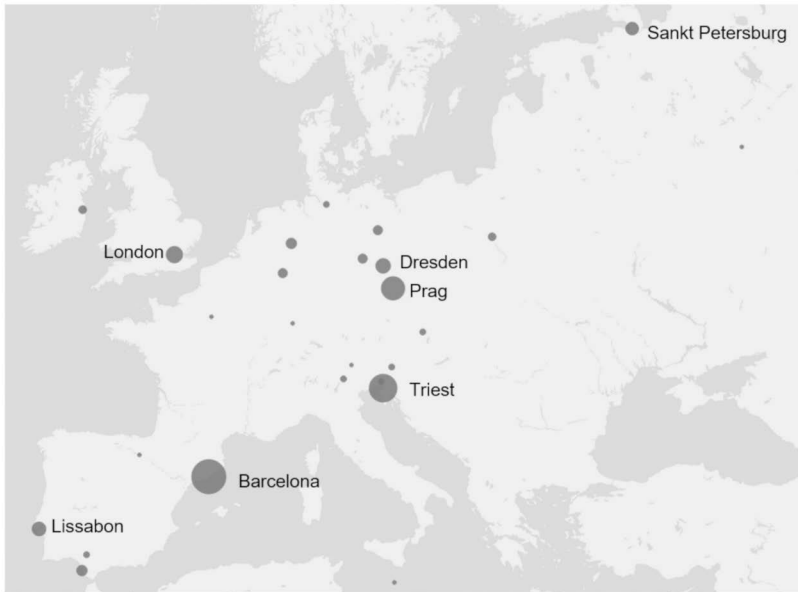 Sankt Petersburg
London
Dresden
Prag
Triest
Barcelona
Lissabon